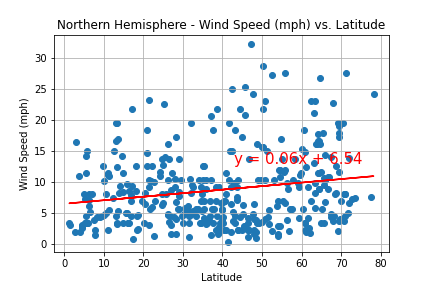 Northern Hemisphere - Wind Speed (mph) vs. Latitude
Wind Speed (mph)
30
25
20
15
10
5
0
y = 0.06x + 6.54
0 10 20 30 40 50 60 70 80
Latitude